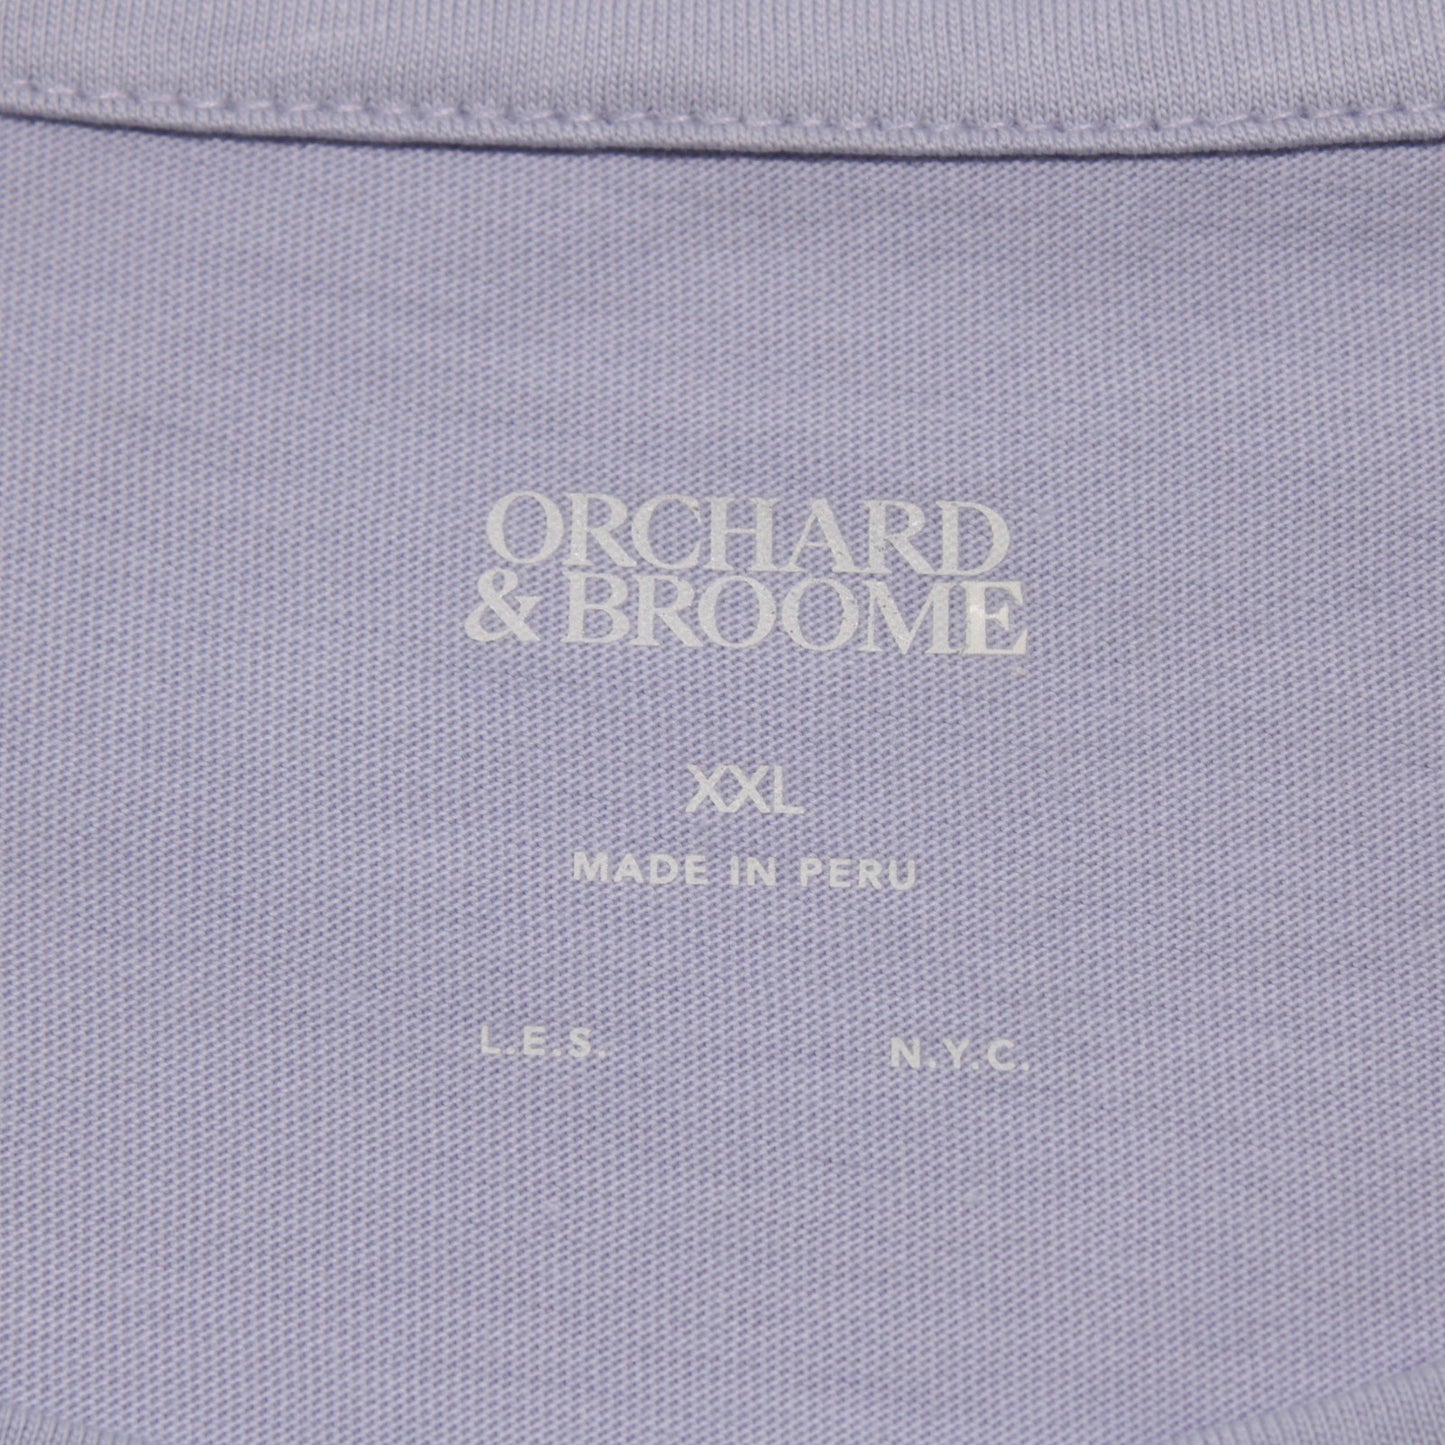 ORCHARD
& BROOME
XXL
MADE IN PERU
L.E.S. N.Y.C.